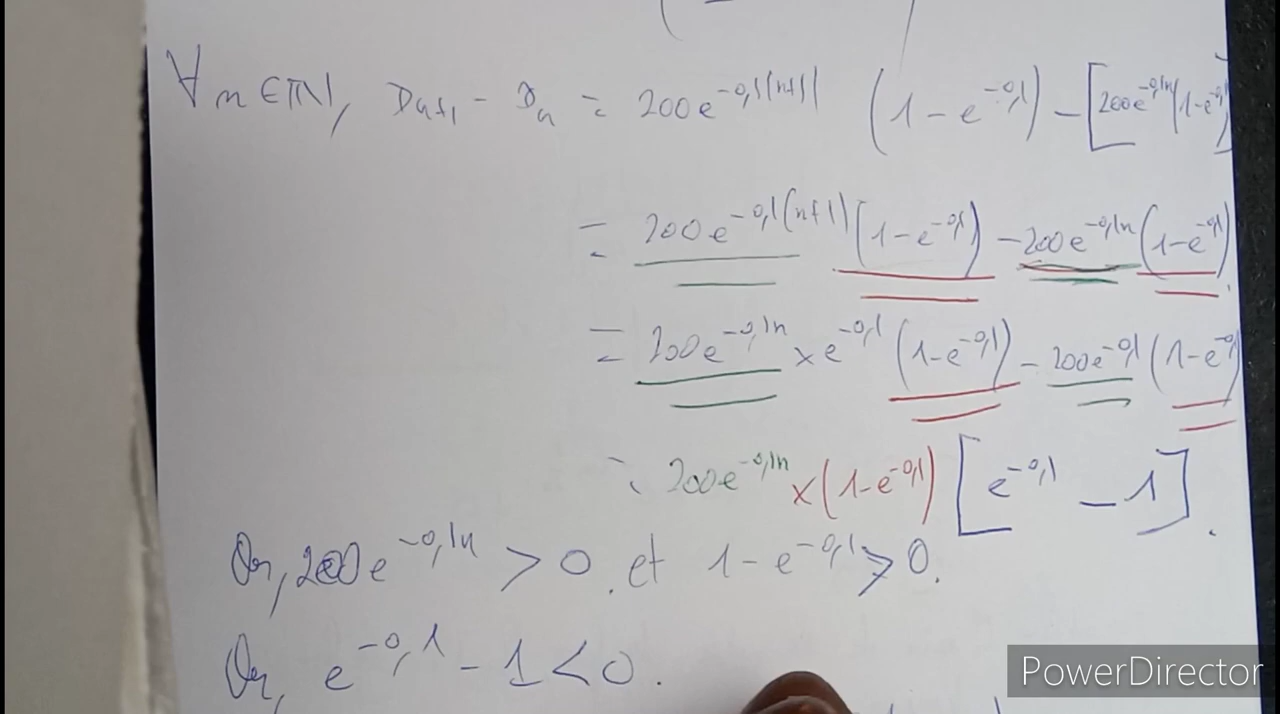 ∀n∈ℕ, Dn+1 - Dn = 200e^-0,1(n+1) (1-e^-0,1) - [200e^-0,1n(1-e^-0,1)]
= 200e^-0,1(n+1) (1-e^-0,1) - 200e^-0,1n (1-e^-0,1)
= 200e^-0,1n × e^-0,1 (1-e^-0,1) - 200e^-0,1 (1-e^-0,1)
= 200e^-0,1n × (1-e^-0,1) [e^-0,1 - 1].
Or, 200e^-0,1n > 0. et 1-e^-0,1 > 0.
Or, e^-0,1 - 1 < 0.
PowerDirector